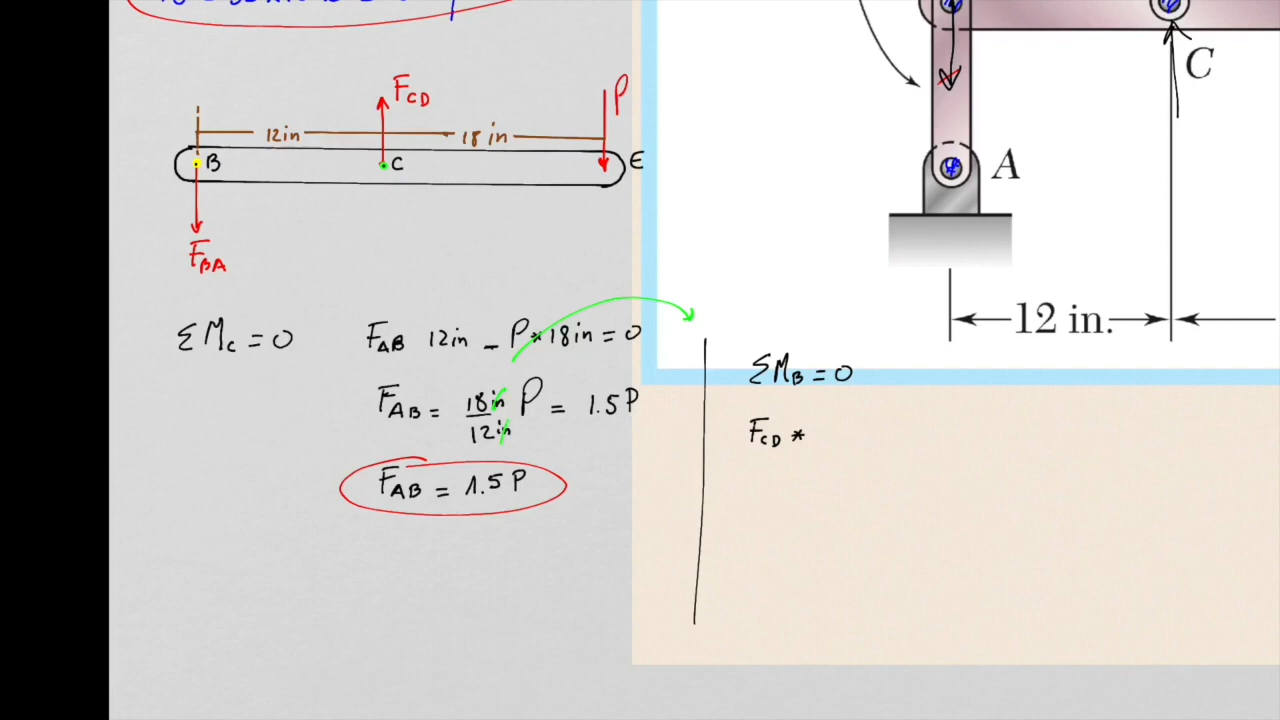 F_CD
P
12in
18 in
B
C
E
F_BA
C
A
12 in.
ΣM_C = 0
F_AB 12in - P * 18in = 0
F_AB = 18in/12in P = 1.5P
F_AB = 1.5 P
ΣM_B = 0
F_CD *